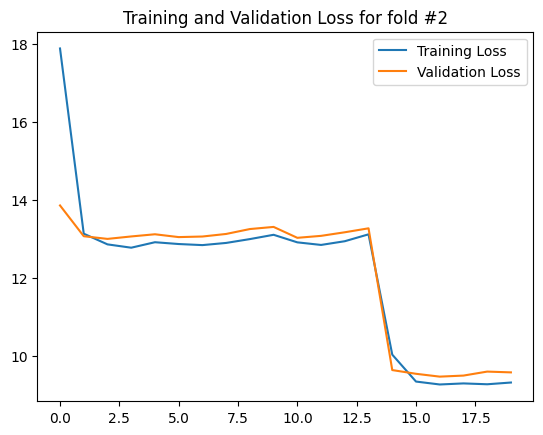 Training and Validation Loss for fold #2
Training Loss
Validation Loss
18
16
14
12
10
0.0 2.5 5.0 7.5 10.0 12.5 15.0 17.5